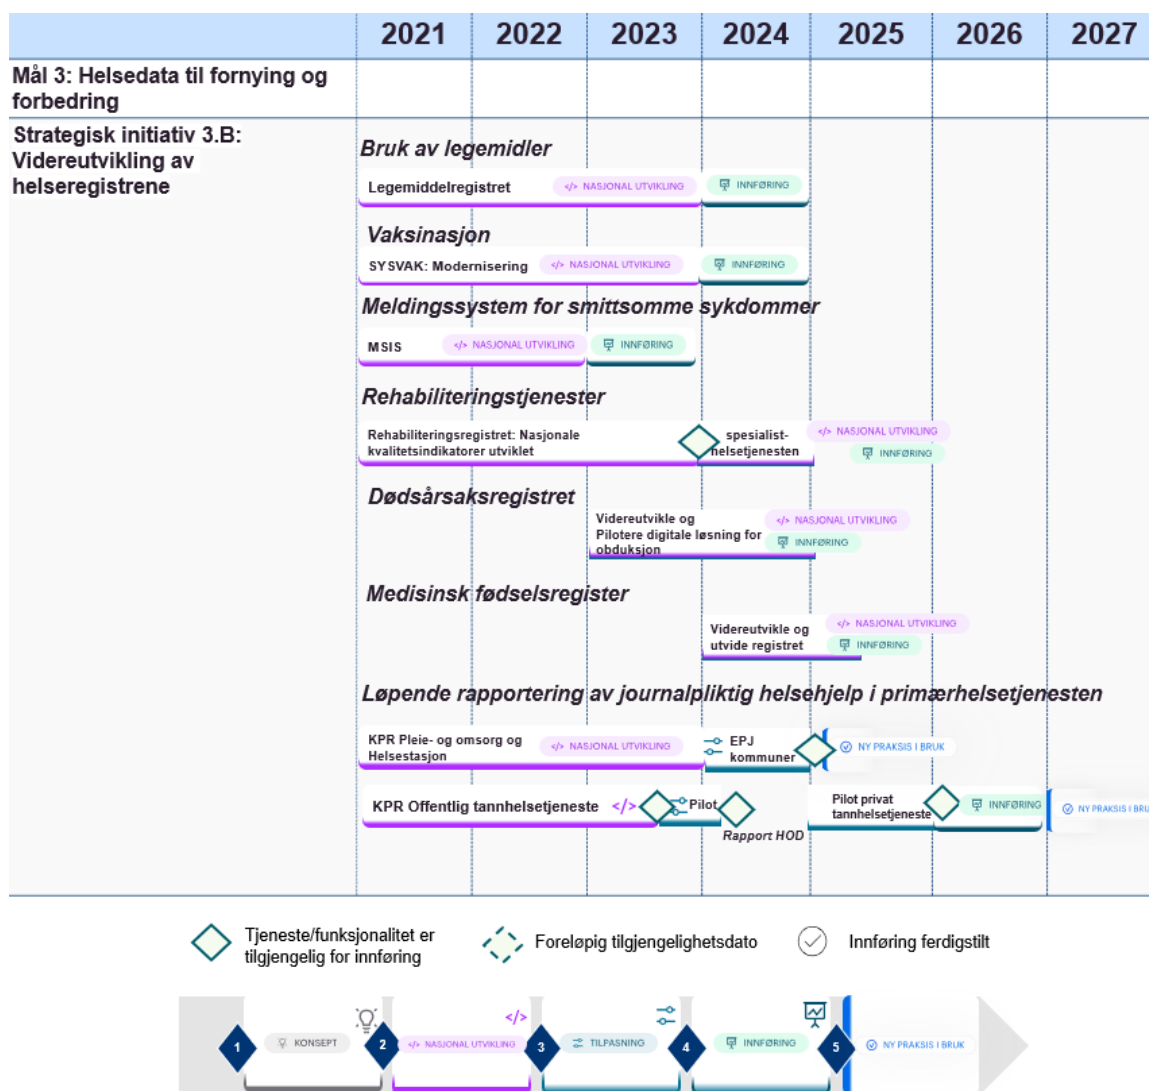 2021 2022 2023 2024 2025 2026 2027
Mål 3: Helsedata til fornying og
forbedring
Strategisk initiativ 3.B:
Videreutvikling av
helseregistrene
Bruk av legemidler
Legemiddelregistret </> NASJONAL UTVIKLING INNFØRING
Vaksinasjon
SYSVAK: Modernisering </> NASJONAL UTVIKLING INNFØRING
Meldingssystem for smittsomme sykdommer
MSIS </> NASJONAL UTVIKLING INNFØRING
Rehabiliteringstjenester
Rehabiliteringsregistret: Nasjonale
kvalitetsindikatorer utviklet
spesialist-
helsetjenesten
</> NASJONAL UTVIKLING
INNFØRING
Dødsårsaksregistret
Videreutvikle og
Pilotere digitale løsning for
obduksjon
</> NASJONAL UTVIKLING
INNFØRING
Medisinsk fødselsregister
Videreutvikle og
utvide registret
</> NASJONAL UTVIKLING
INNFØRING
Løpende rapportering av journalpliktig helsehjelp i primærhelsetjenesten
KPR Pleie- og omsorg og
Helsestasjon
</> NASJONAL UTVIKLING
EPJ
kommuner
NY PRAKSIS I BRUK
KPR Offentlig tannhelsetjeneste </>
Pilot
Rapport HOD
Pilot privat
tannhelsetjeneste
INNFØRING
NY PRAKSIS I BRU
Tjeneste/funksjonalitet er
tilgjengelig for innføring
Foreløpig tilgjengelighetsdato
Innføring ferdigstilt
</>
1 KONSEPT 2 </> NASJONAL UTVIKLING 3 TILPASNING 4 INNFØRING 5 NY PRAKSIS I BRUK